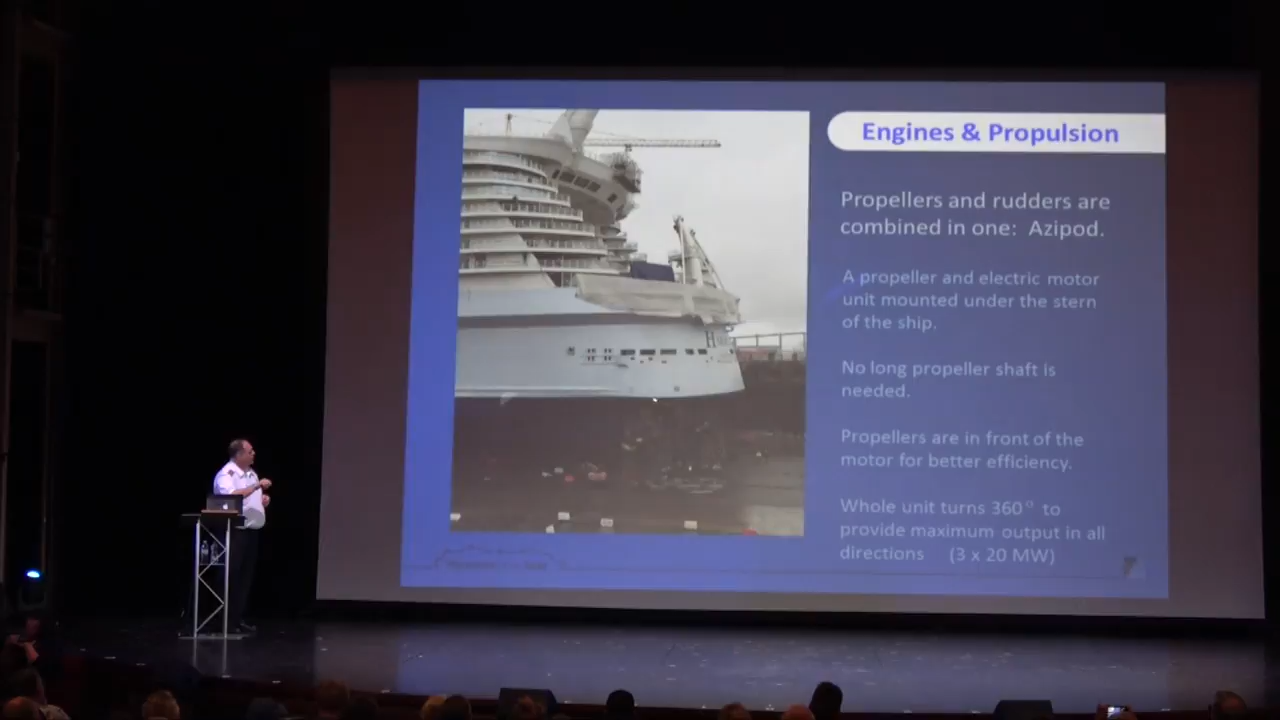 Engines & Propulsion
Propellers and rudders are
combined in one: Azipod.
A propeller and electric motor
unit mounted under the stern
of the ship.
No long propeller shaft is
needed.
Propellers are in front of the
motor for better efficiency.
Whole unit turns 360° to
provide maximum output in all
directions (3 x 20 MW)